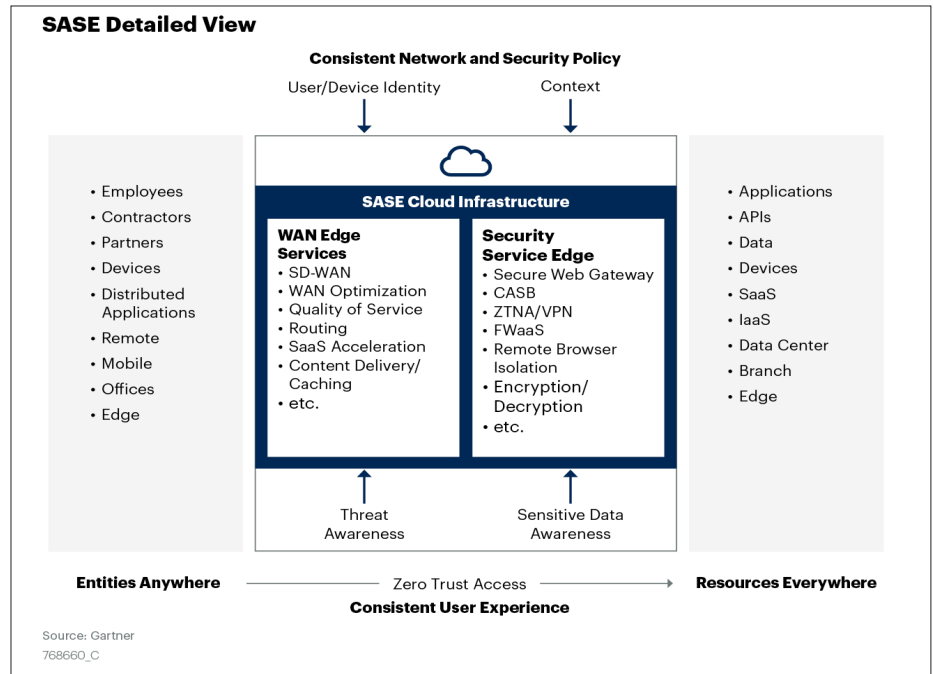 SASE Detailed View
Consistent Network and Security Policy
User/Device Identity
Context
• Employees
• Contractors
• Partners
• Devices
• Distributed
Applications
• Remote
• Mobile
• Offices
• Edge
SASE Cloud Infrastructure
WAN Edge
Services
• SD-WAN
• WAN Optimization
• Quality of Service
• Routing
• SaaS Acceleration
• Content Delivery/
Caching
• etc.
Security
Service Edge
• Secure Web Gateway
• CASB
• ZTNA/VPN
• FWaaS
• Remote Browser
Isolation
• Encryption/
Decryption
• etc.
Threat
Awareness
Sensitive Data
Awareness
• Applications
• APIs
• Data
• Devices
• SaaS
• IaaS
• Data Center
• Branch
• Edge
Entities Anywhere
Zero Trust Access
Resources Everywhere
Consistent User Experience
Source: Gartner
768660_C